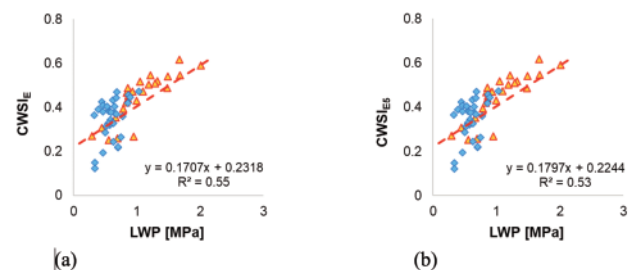 0.8
0.6
0.4
0.2
0
CWSIE
0
1
2
3
LWP [MPa]
y = 0.1707x + 0.2318
R² = 0.55
(a)
0.8
0.6
0.4
0.2
0
CWSIE5
0
1
2
3
LWP [MPa]
y = 0.1797x + 0.2244
R² = 0.53
(b)